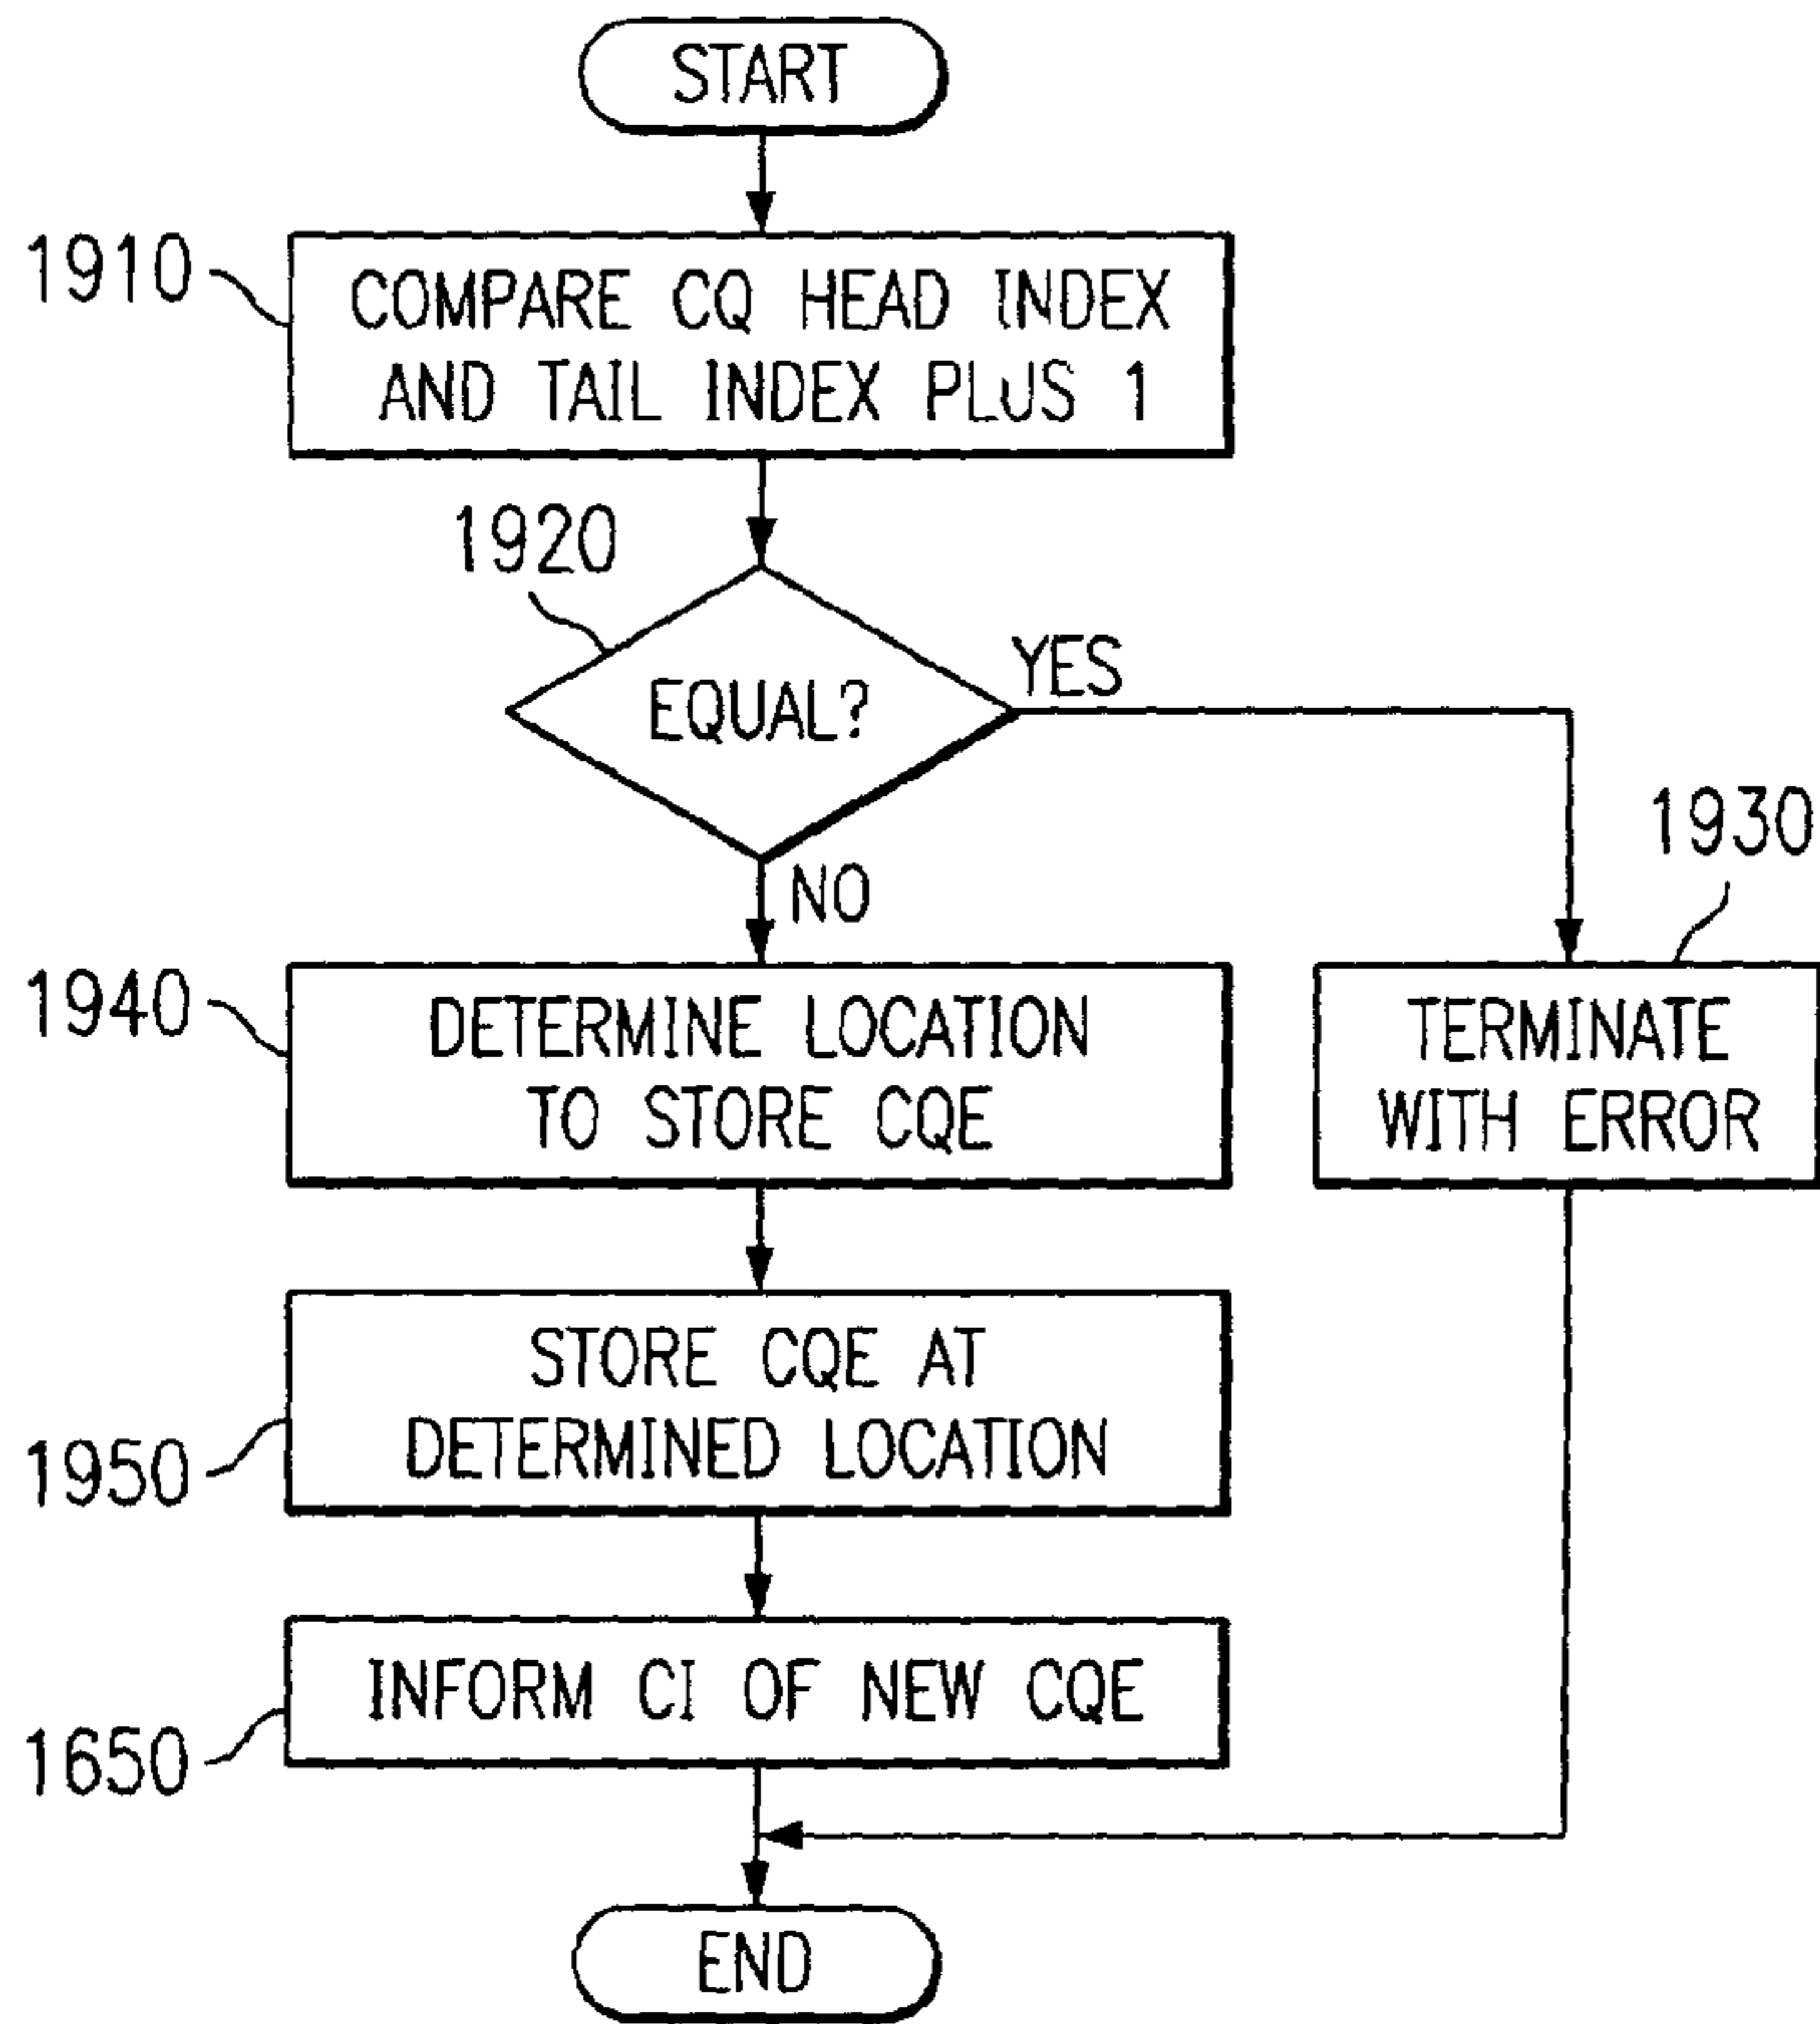 START
1910
COMPARE CQ HEAD INDEX
AND TAIL INDEX PLUS 1
1920
EQUAL?
YES
NO
1930
1940
DETERMINE LOCATION
TO STORE CQE
TERMINATE
WITH ERROR
1950
STORE CQE AT
DETERMINED LOCATION
1650
INFORM CI OF NEW CQE
END